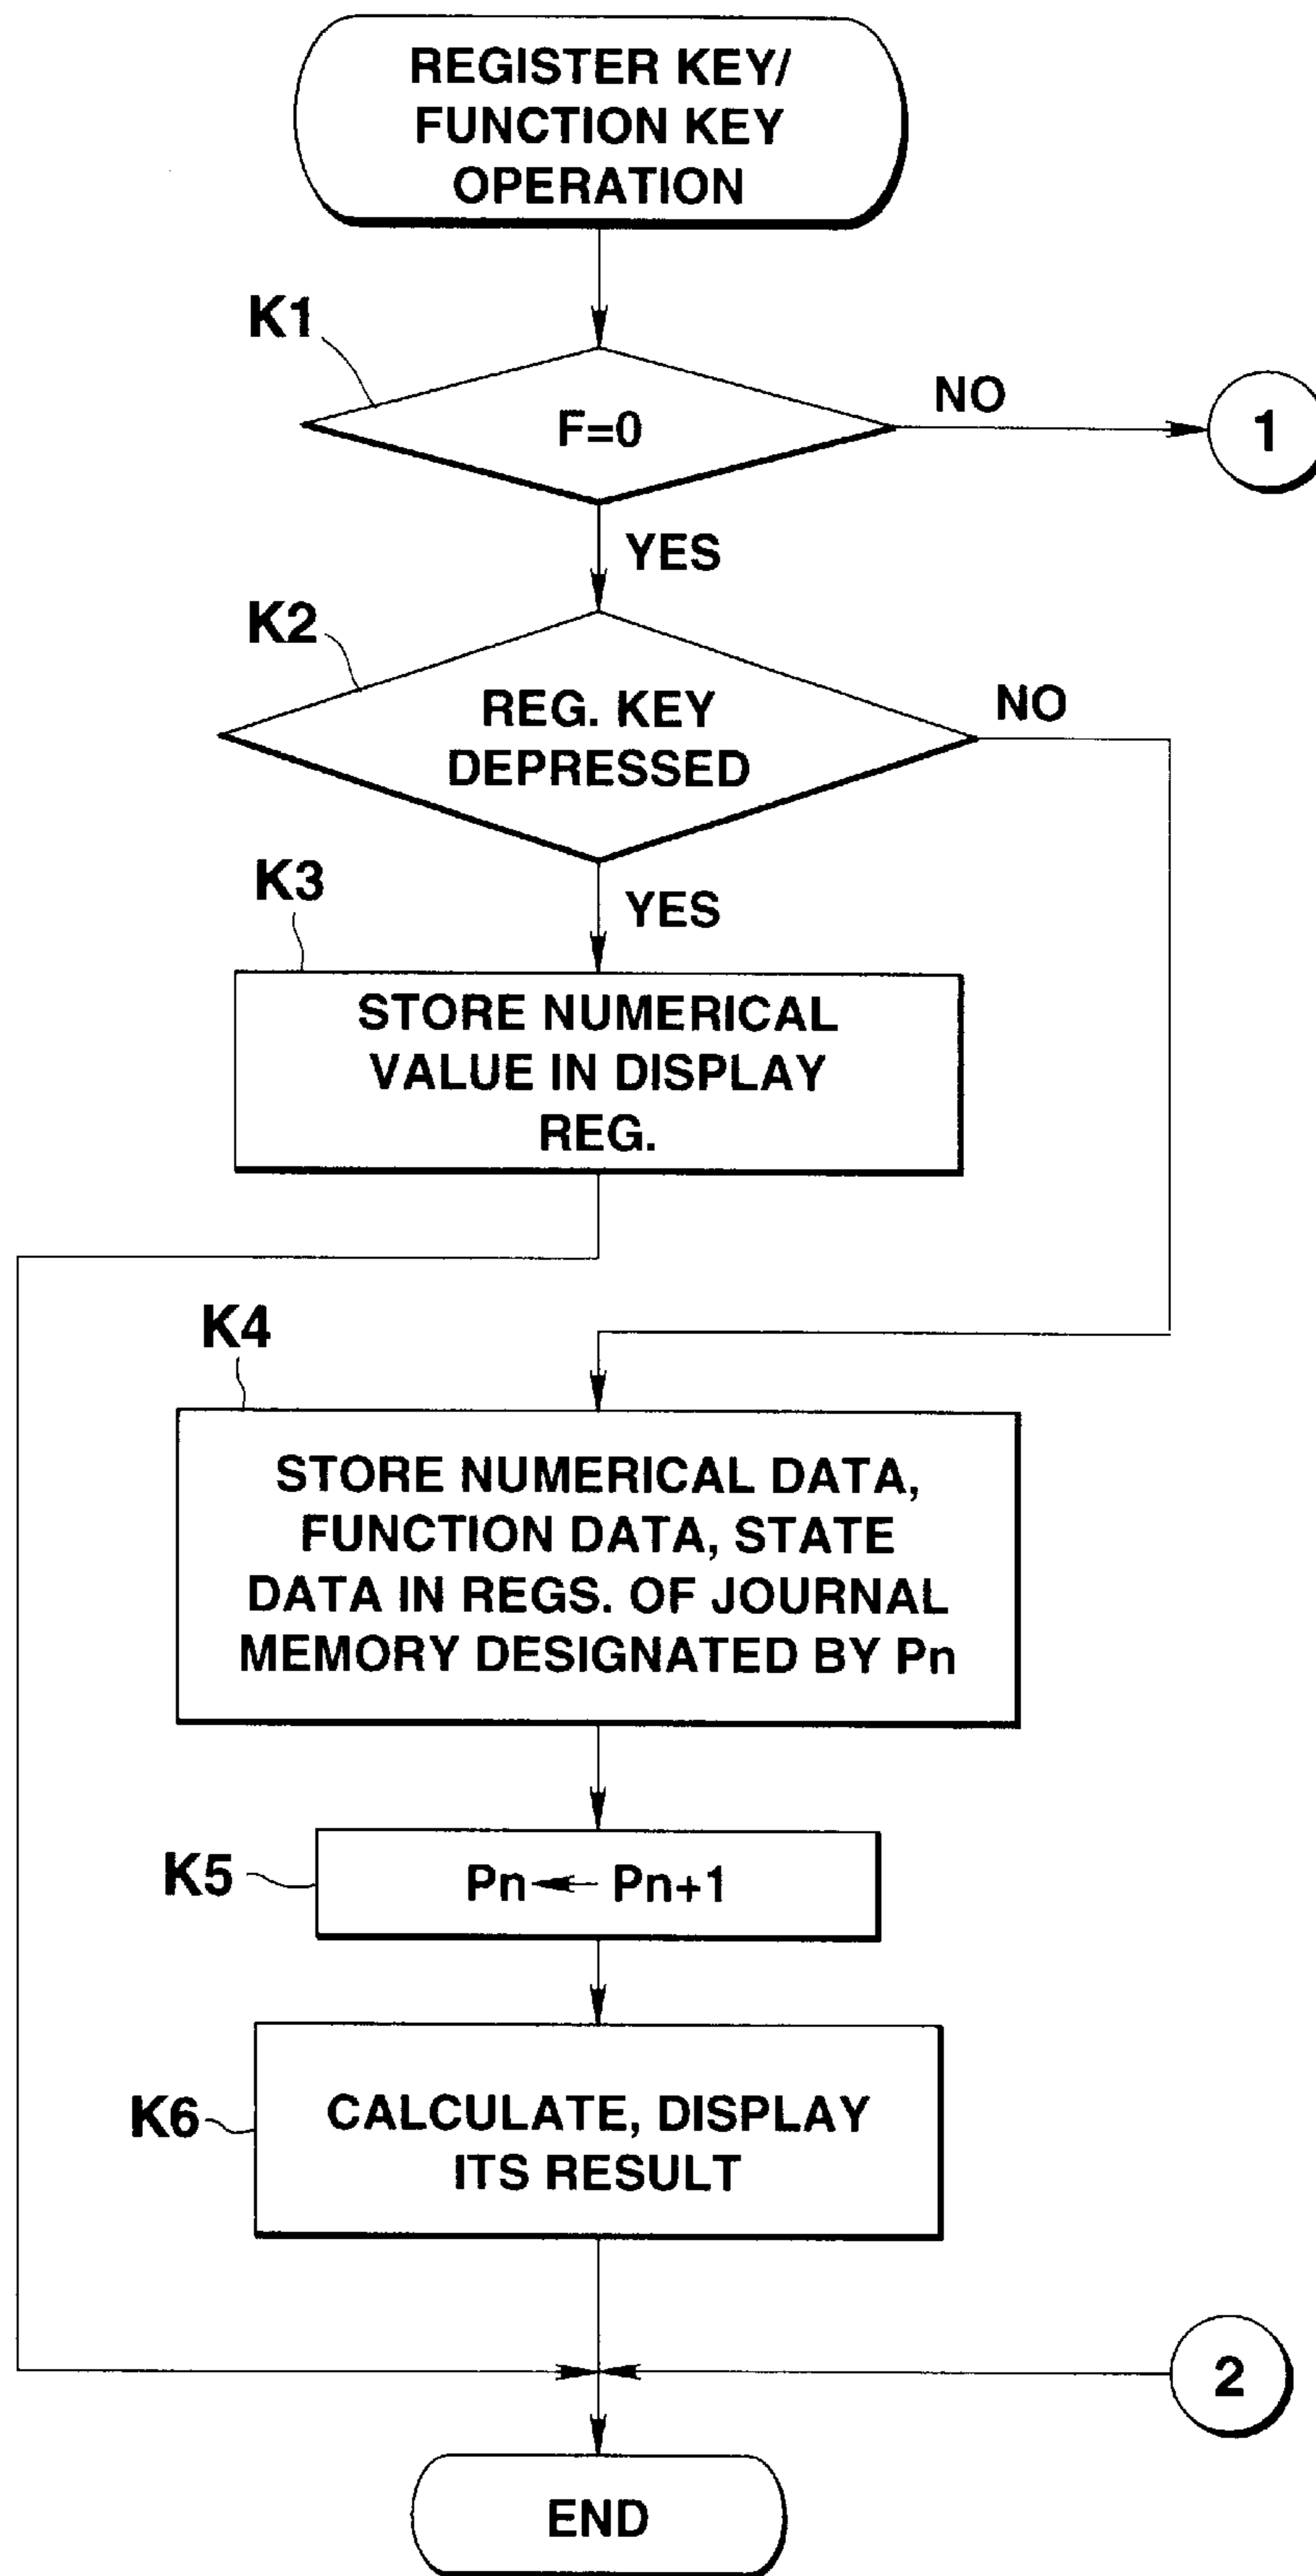 REGISTER KEY/
FUNCTION KEY
OPERATION
K1
F=0
NO
1
YES
K2
REG. KEY
DEPRESSED
NO
K3
YES
STORE NUMERICAL
VALUE IN DISPLAY
REG.
K4
STORE NUMERICAL DATA,
FUNCTION DATA, STATE
DATA IN REGS. OF JOURNAL
MEMORY DESIGNATED BY Pn
K5
Pn ← Pn+1
K6
CALCULATE, DISPLAY
ITS RESULT
2
END